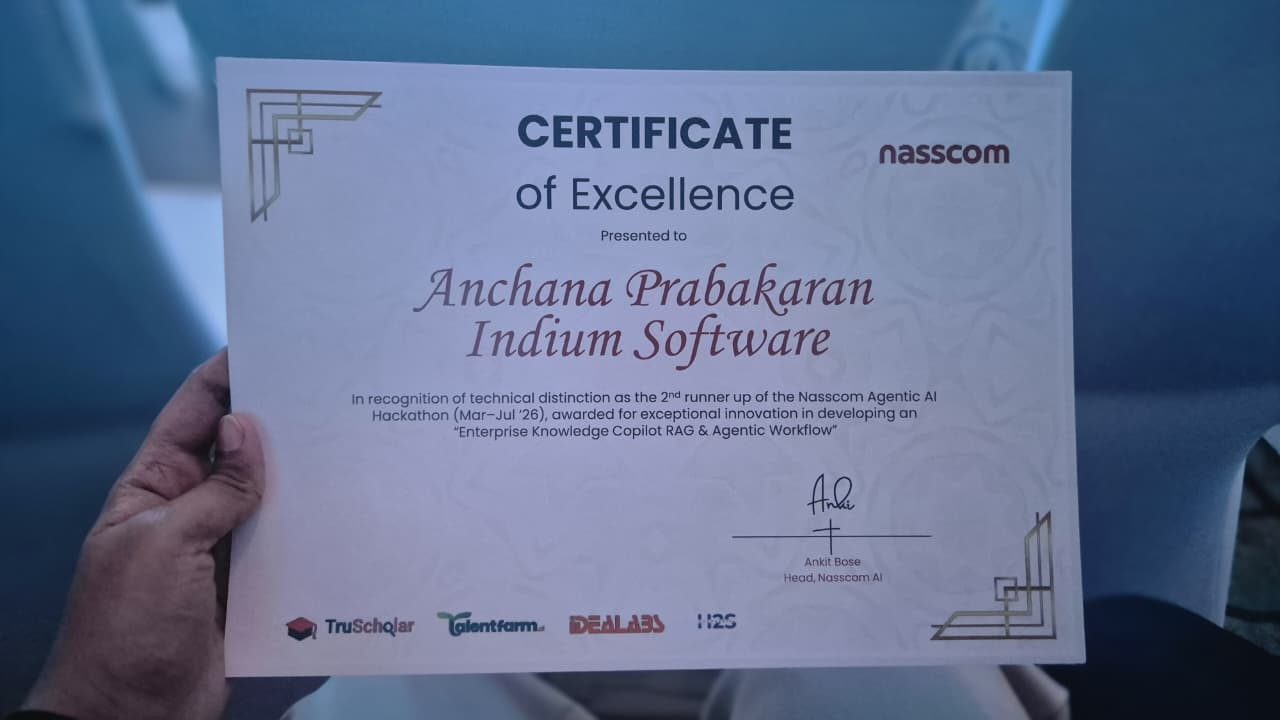 CERTIFICATE
of Excellence
nasscom
Presented to
Anchana Prabakaran
Indium Software
In recognition of technical distinction as the 2nd runner up of the Nasscom Agentic AI
Hackathon (Mar–Jul ‘26), awarded for exceptional innovation in developing an
“Enterprise Knowledge Copilot RAG & Agentic Workflow”
Ankit Bose
Head, Nasscom AI
TruScholar
Talentfarm
IDEALABS
H2S